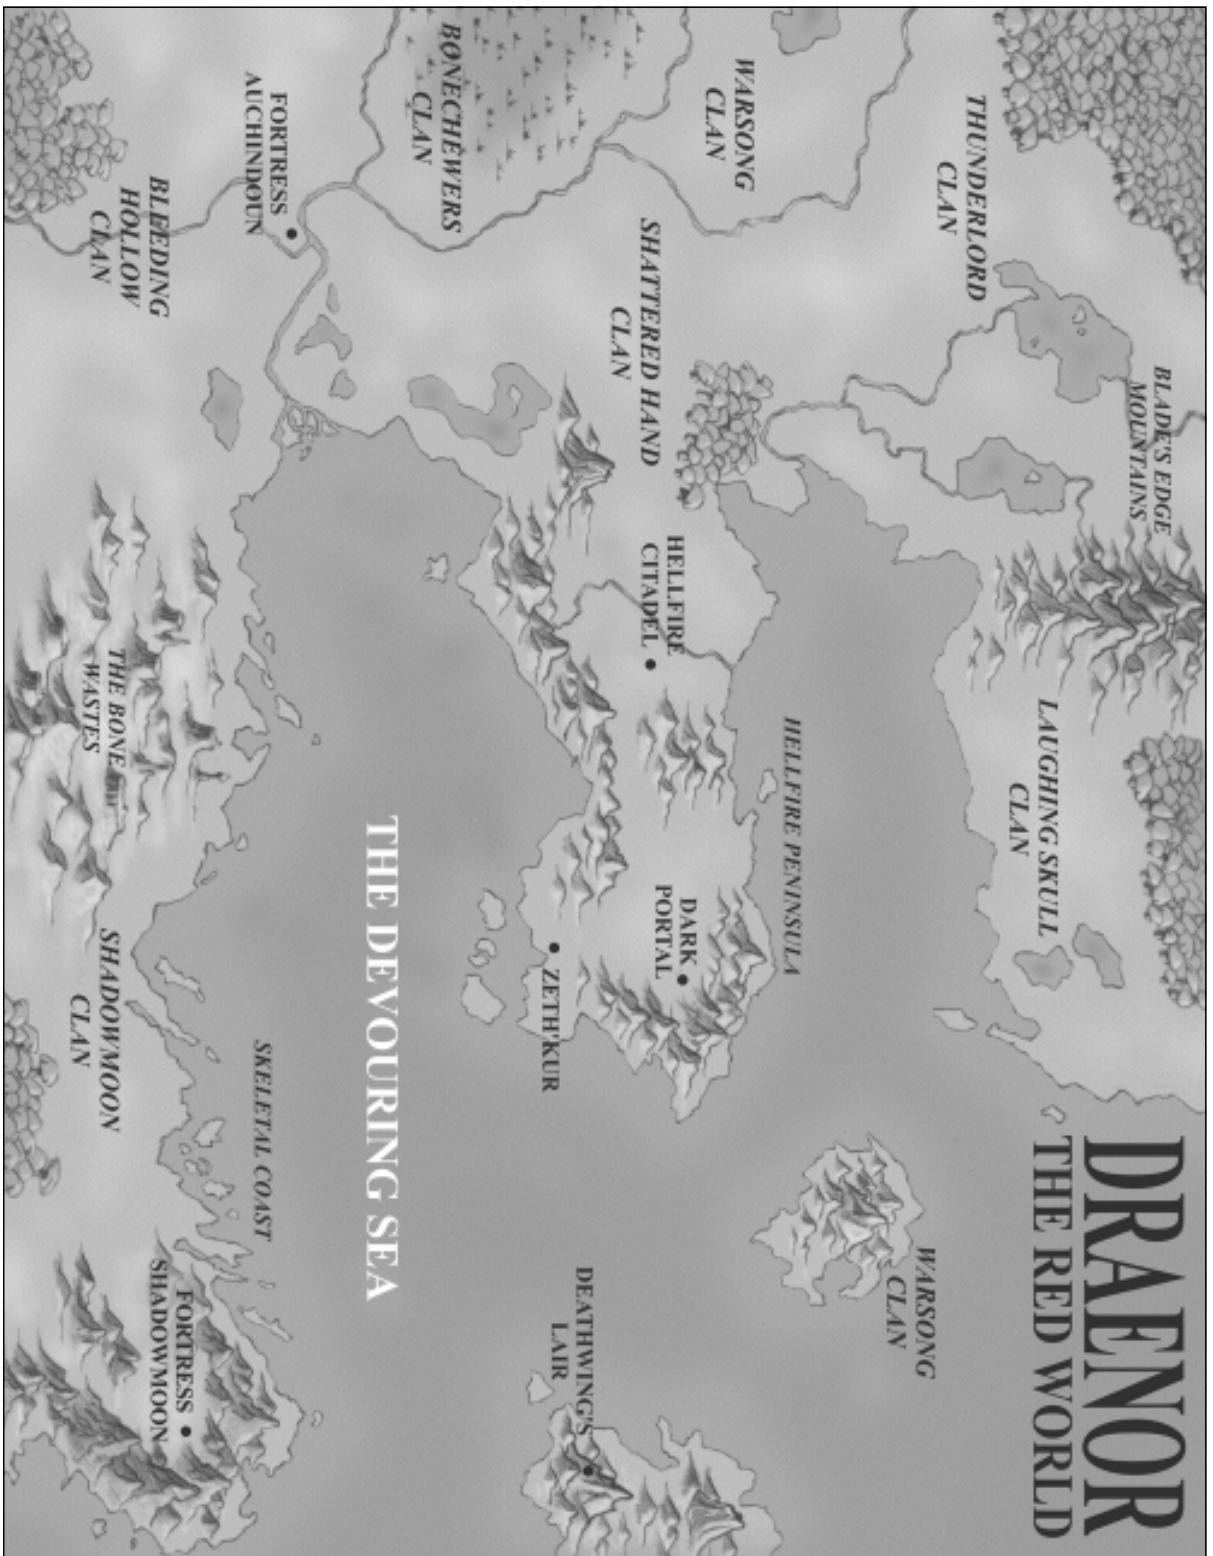 DRAENOR
THE RED WORLD
BLADE'S EDGE
MOUNTAINS
THUNDERLORD
CLAN
LAUGHING SKULL
CLAN
WARSONG
CLAN
WARSONG
CLAN
HELLFIRE PENINSULA
SHATTERED HAND
CLAN
HELLFIRE
CITADEL
DARK
PORTAL
ZETH'KUR
DEATHWING'S
LAIR
BONECHEWERS
CLAN
THE DEVOURING SEA
FORTRESS
AUCHINDOUN
SKELETAL COAST
BLEEDING
HOLLOW
CLAN
THE BONE
WASTES
SHADOWMOON
CLAN
FORTRESS
SHADOWMOON